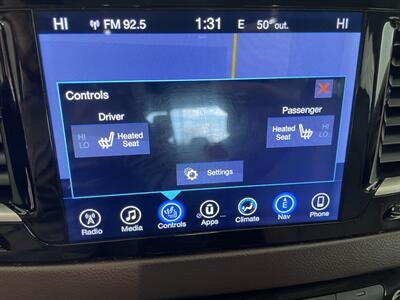 HI FM 92.5 1:31 E 50° out. HI
Controls X
Driver Passenger
HI Heated Heated HI
LO Seat Seat LO
Settings
Radio Media Controls Apps Climate Nav Phone